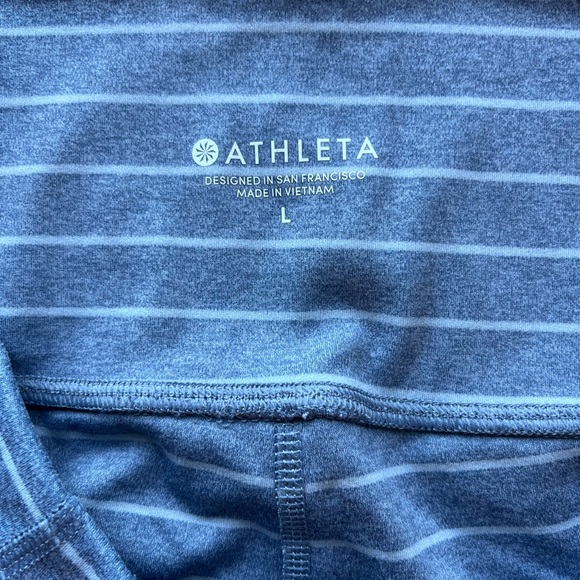 ATHLETA
DESIGNED IN SAN FRANCISCO
MADE IN VIETNAM
L